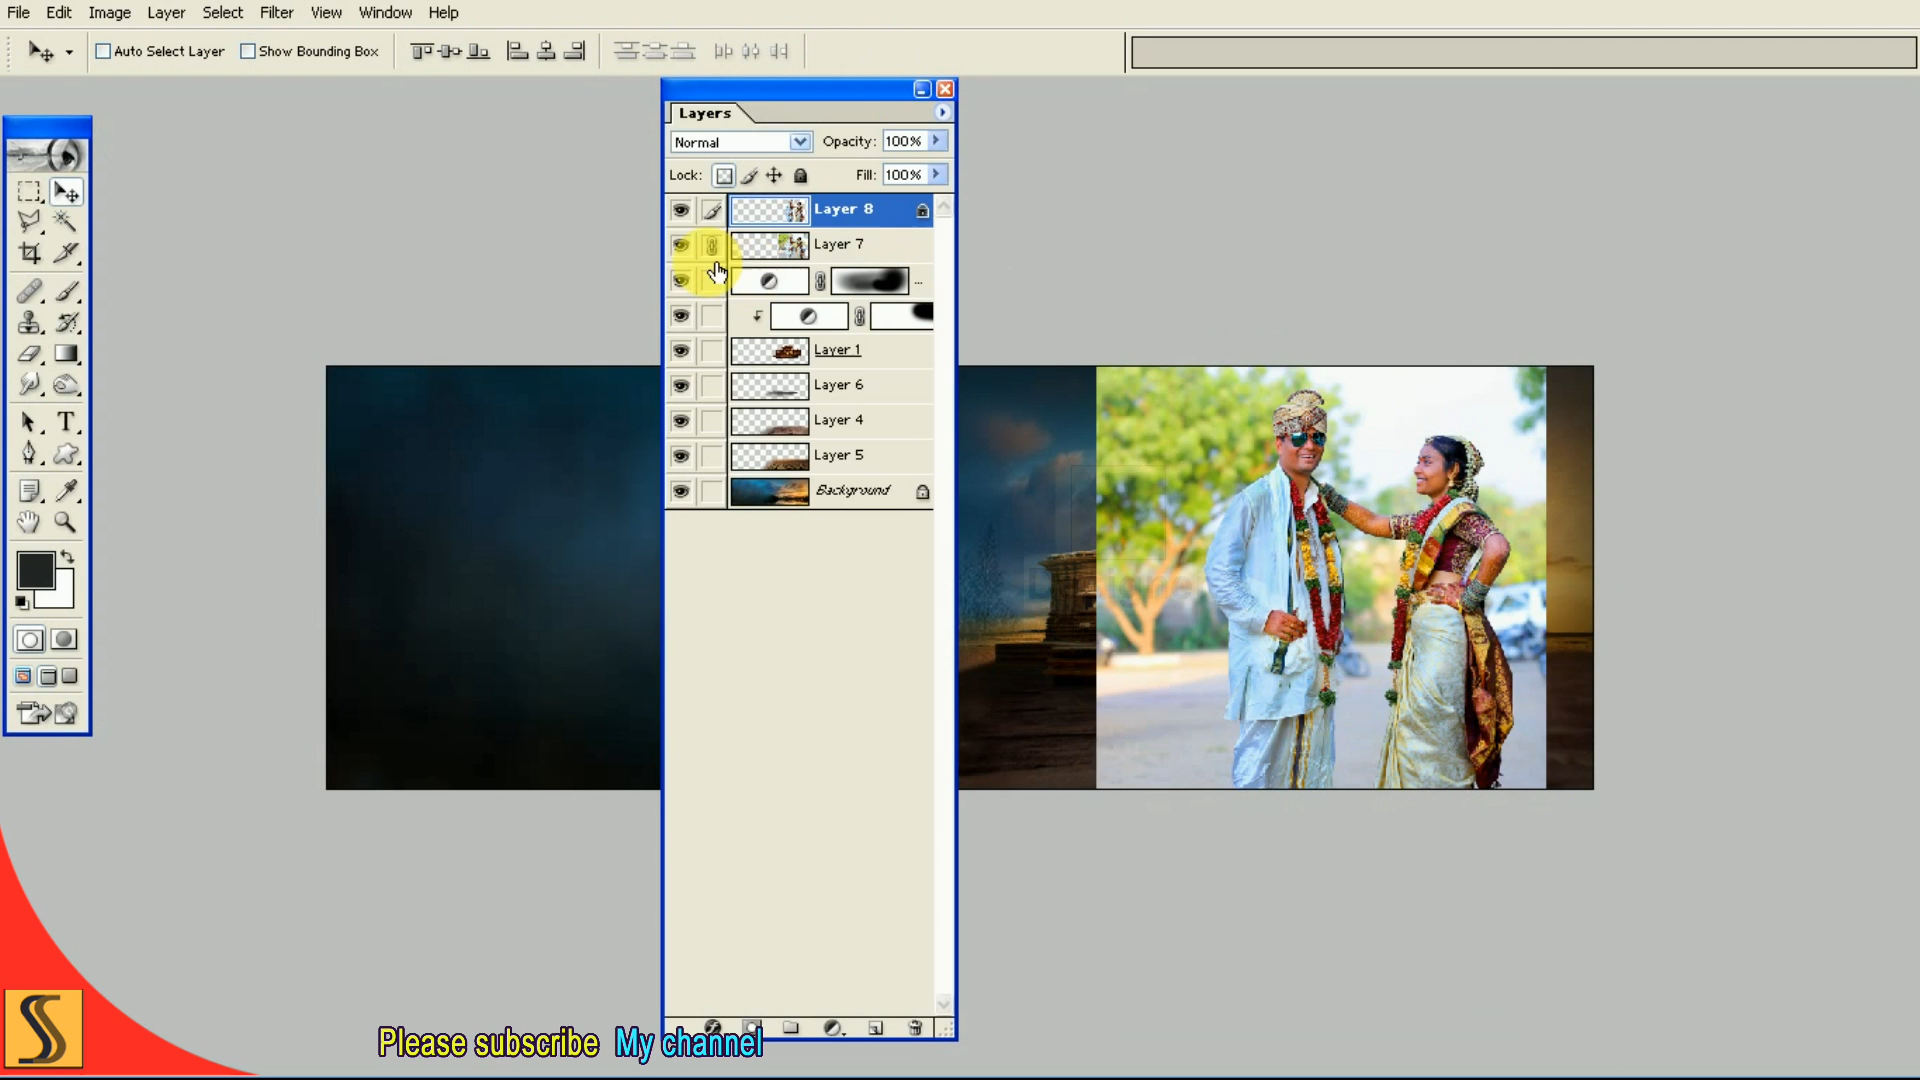 File Edit Image Layer Select Filter View Window Help
Auto Select Layer Show Bounding Box
Layers
Normal Opacity: 100%
Lock: Fill: 100%
Layer 8
Layer 7
...
Layer 1
Layer 6
Layer 4
Layer 5
Background
Please subscribe My channel